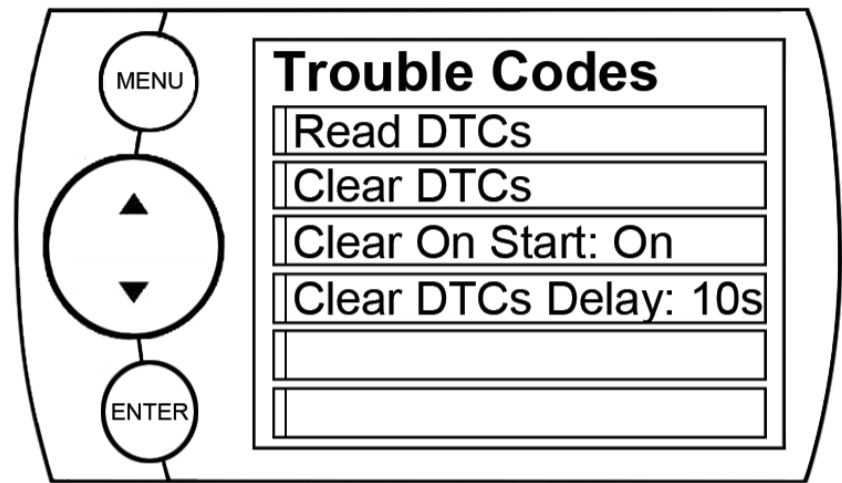 MENU
Trouble Codes
Read DTCs
Clear DTCs
Clear On Start: On
Clear DTCs Delay: 10s
ENTER